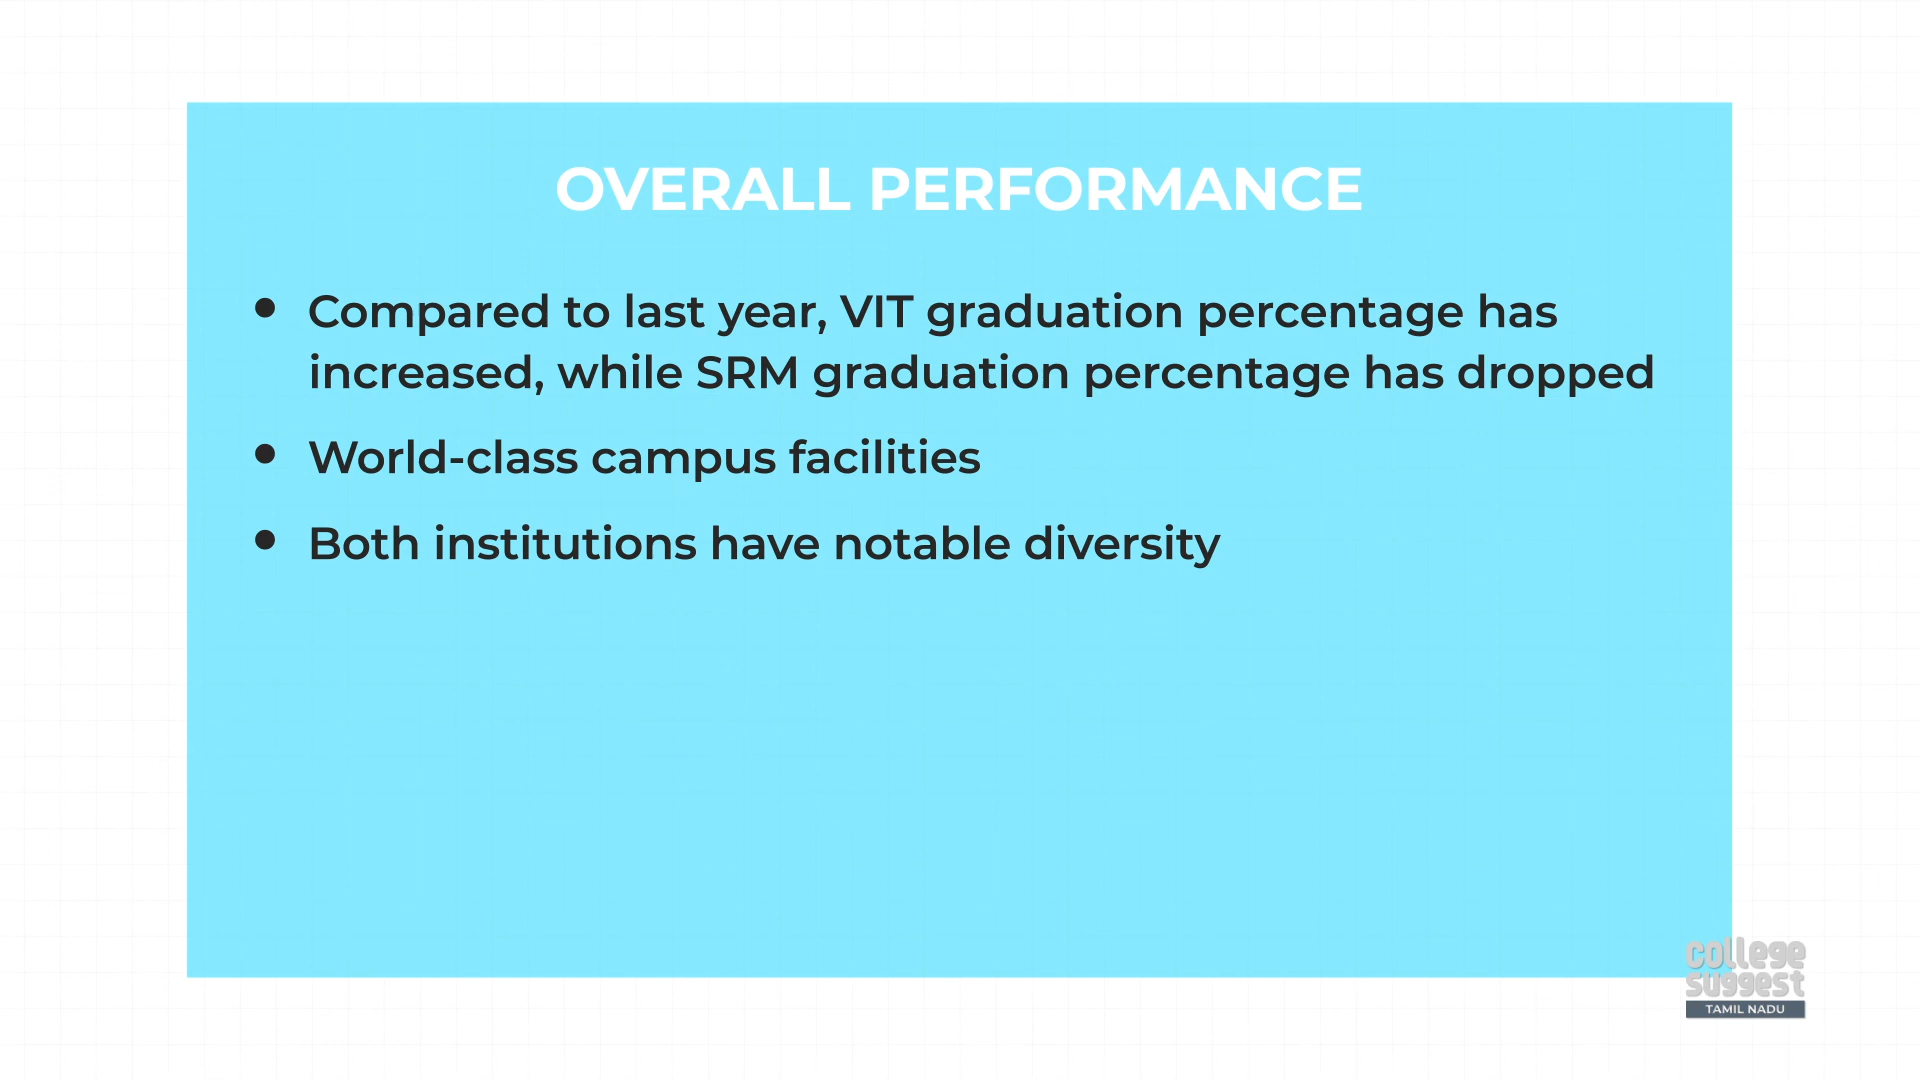 OVERALL PERFORMANCE
• Compared to last year, VIT graduation percentage has
increased, while SRM graduation percentage has dropped
• World-class campus facilities
• Both institutions have notable diversity
college
suggest
TAMIL NADU